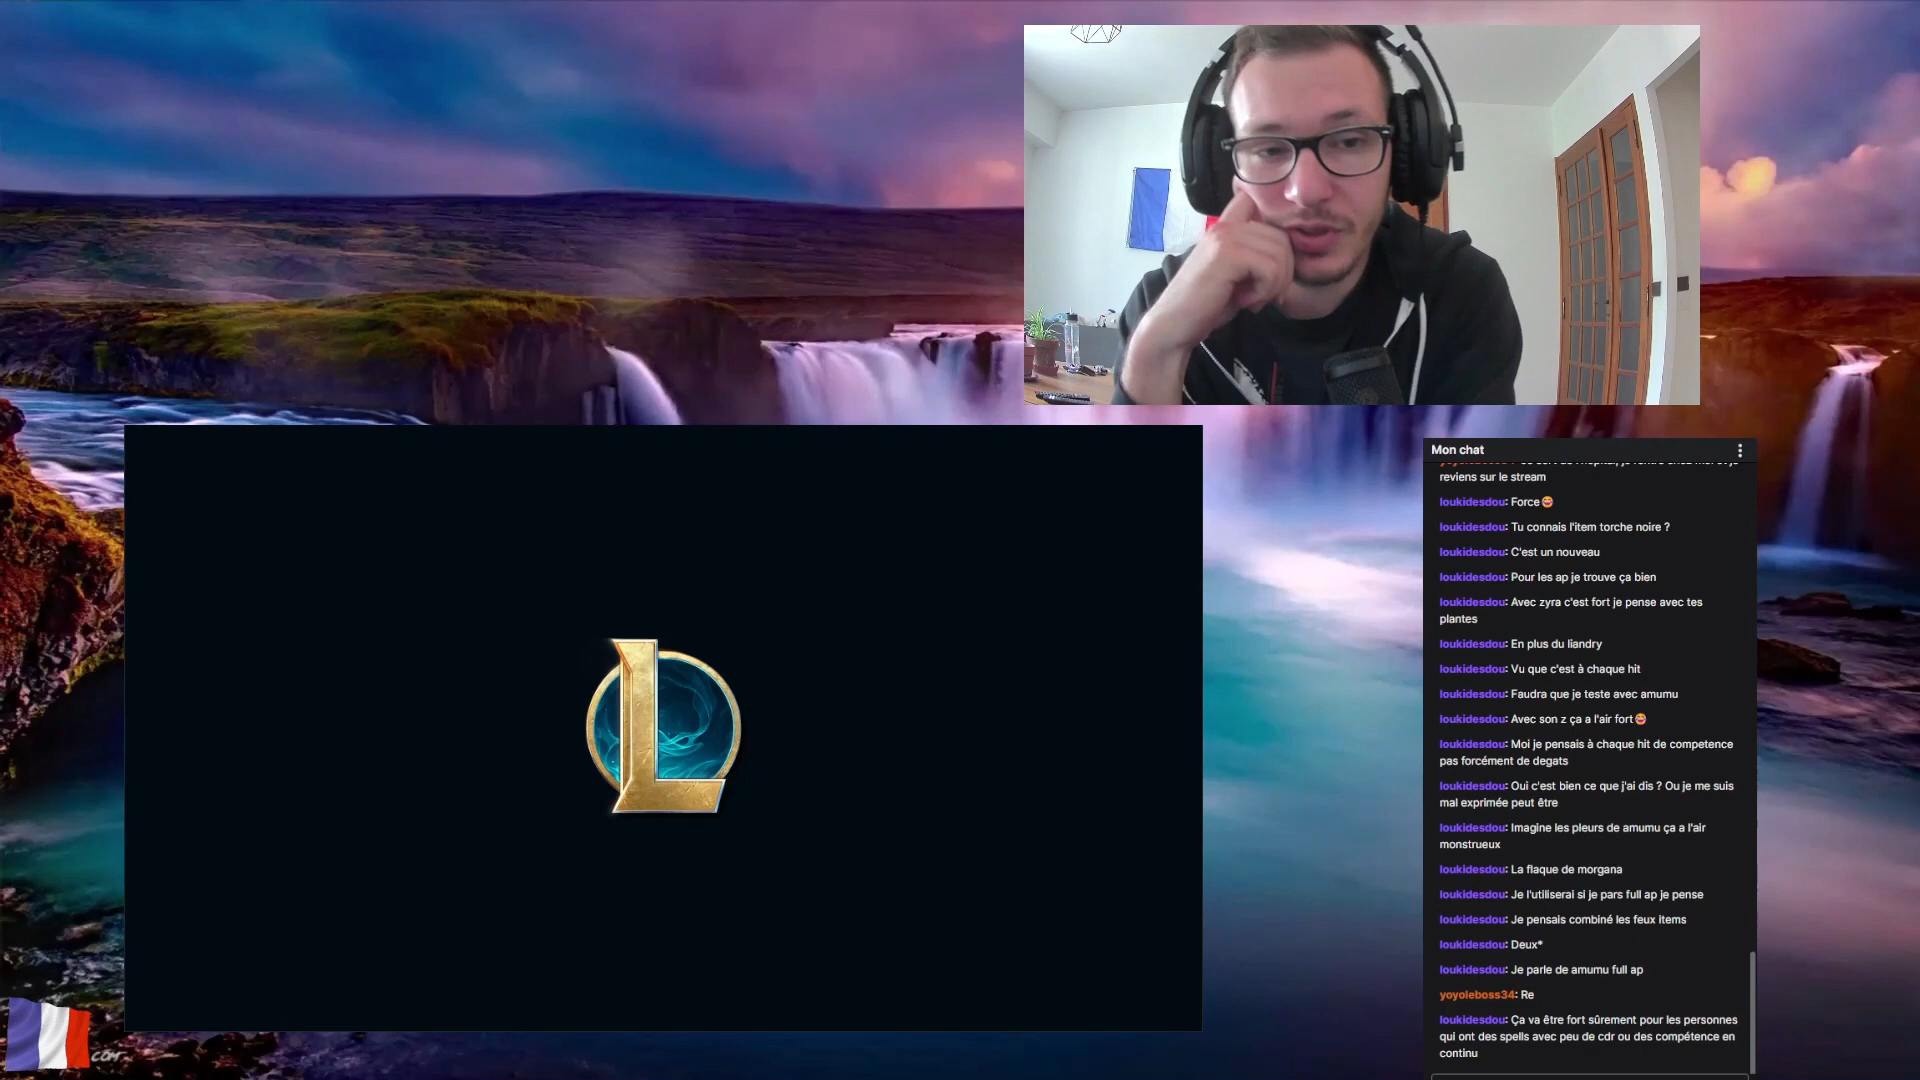 Mon chat
reviens sur le stream
loukidesdou: Force😆
loukidesdou: Tu connais l'item torche noire ?
loukidesdou: C'est un nouveau
loukidesdou: Pour les ap je trouve ça bien
loukidesdou: Avec zyra c'est fort je pense avec tes
plantes
loukidesdou: En plus du liandry
loukidesdou: Vu que c'est à chaque hit
loukidesdou: Faudra que je teste avec amumu
loukidesdou: Avec son z ça a l'air fort😆
loukidesdou: Moi je pensais à chaque hit de competence
pas forcément de degats
loukidesdou: Oui c'est bien ce que j'ai dis ? Ou je me suis
mal exprimée peut être
loukidesdou: Imagine les pleurs de amumu ça a l'air
monstrueux
loukidesdou: La flaque de morgana
loukidesdou: Je l'utiliserai si je pars full ap je pense
loukidesdou: Je pensais combiné les feux items
loukidesdou: Deux*
loukidesdou: Je parle de amumu full ap
yoyoleboss34: Re
loukidesdou: Ça va être fort sûrement pour les personnes
qui ont des spells avec peu de cdr ou des compétence en
continu
L
.COM